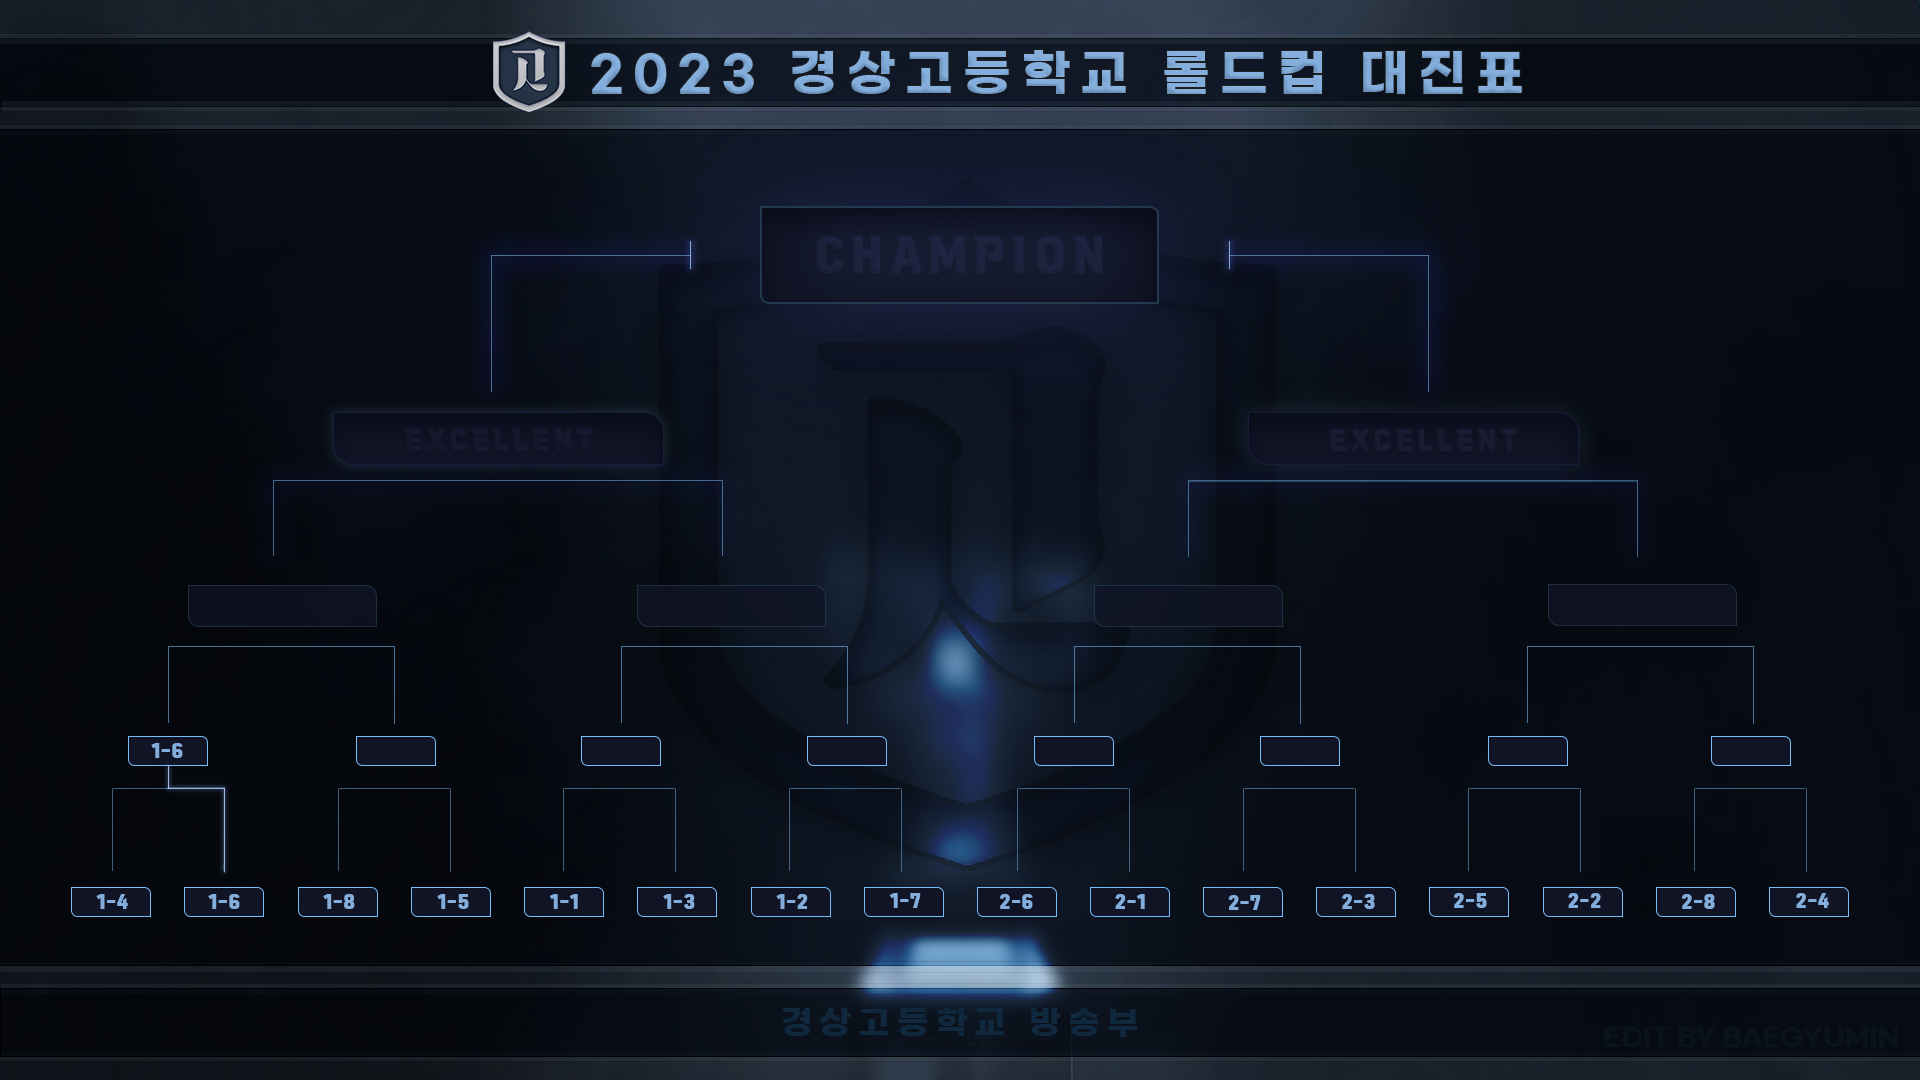 2023 경상고등학교 롤드컵 대진표
CHAMPION
EXCELLENT EXCELLENT
1-6
1-4 1-6 1-8 1-5 1-1 1-3 1-2 1-7 2-6 2-1 2-7 2-3 2-5 2-2 2-8 2-4
경상고등학교 방송부
EDIT BY BAEGYUMIN